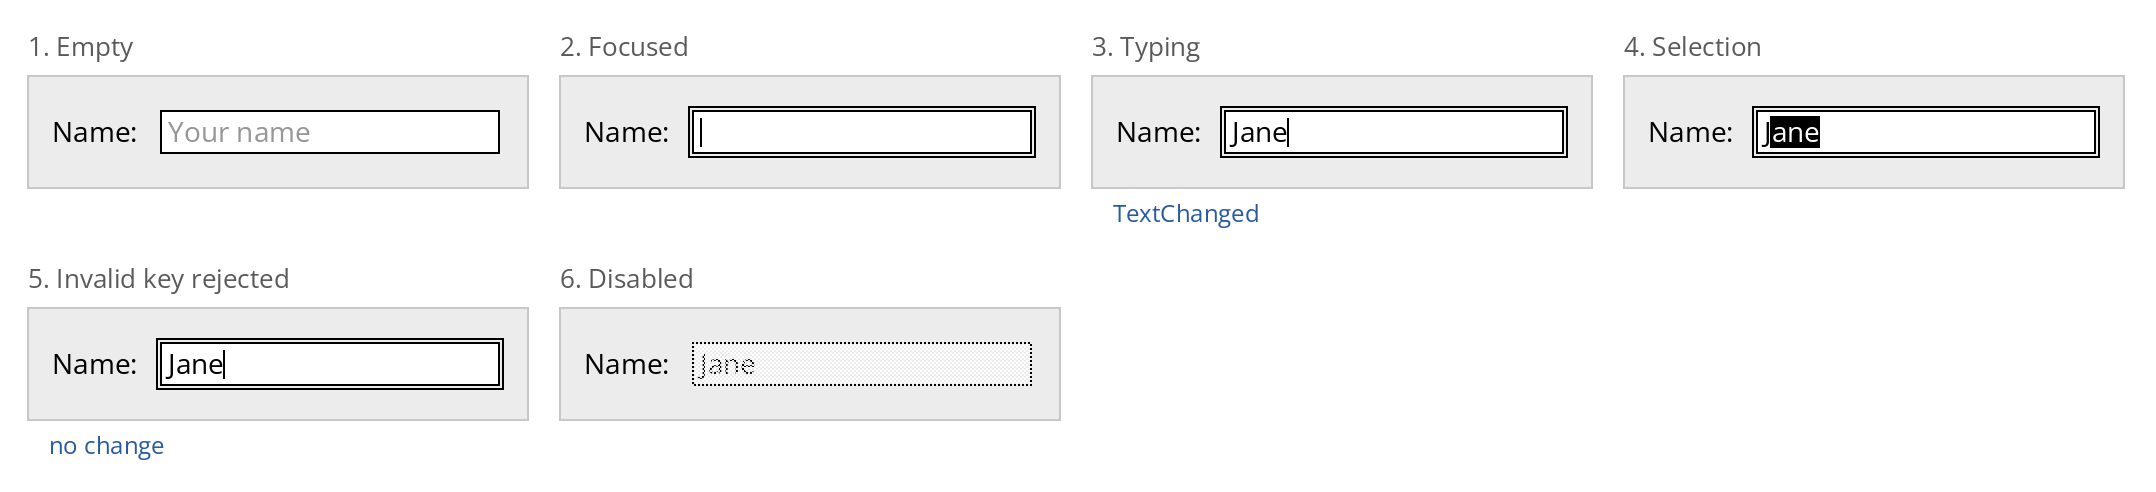 1. Empty
2. Focused
3. Typing
4. Selection
Name: Your name
Name:
Name: Jane
Name: Jane
TextChanged
5. Invalid key rejected
6. Disabled
Name: Jane
Name: Jane
no change